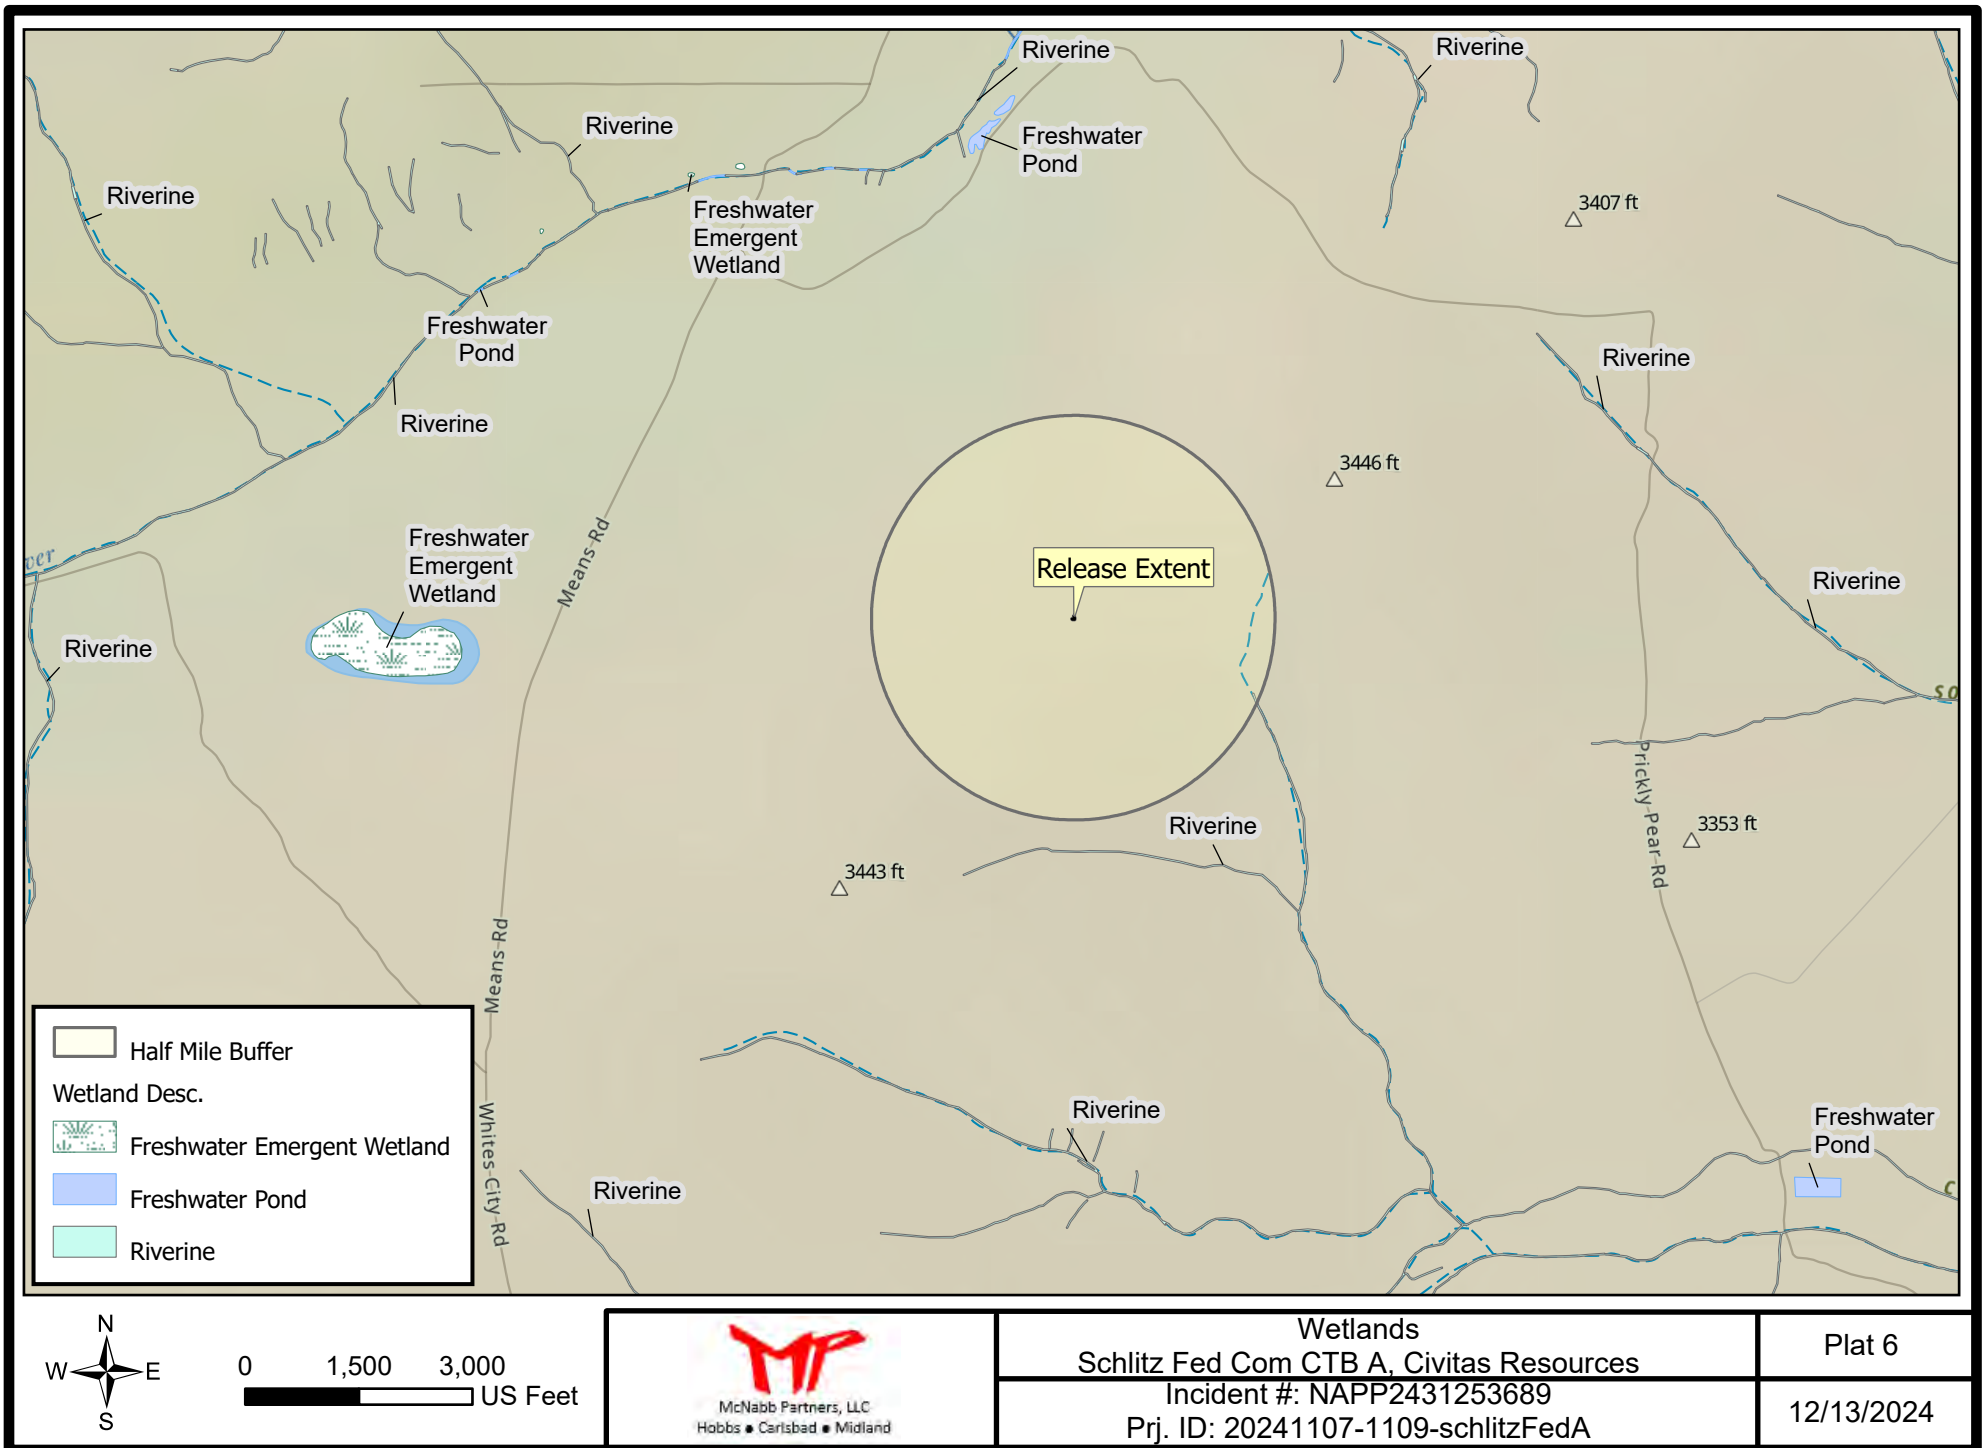 Riverine
Riverine
Riverine
Freshwater
Pond
Riverine
3407 ft
Freshwater
Emergent
Wetland
Freshwater
Pond
Riverine
Riverine
3446 ft
Means Rd
ver
Freshwater
Emergent
Wetland
Release Extent
Riverine
Riverine
so
Prickly Pear Rd
Riverine
3353 ft
3443 ft
Means Rd
Riverine
Freshwater
Pond
C
Whites City Rd
Riverine
Half Mile Buffer
Wetland Desc.
Freshwater Emergent Wetland
Freshwater Pond
Riverine
N
W E
S
0 1,500 3,000
US Feet
McNabb Partners, LLC
Hobbs ● Carlsbad ● Midland
Wetlands
Schlitz Fed Com CTB A, Civitas Resources
Incident #: NAPP2431253689
Prj. ID: 20241107-1109-schlitzFedA
Plat 6
12/13/2024